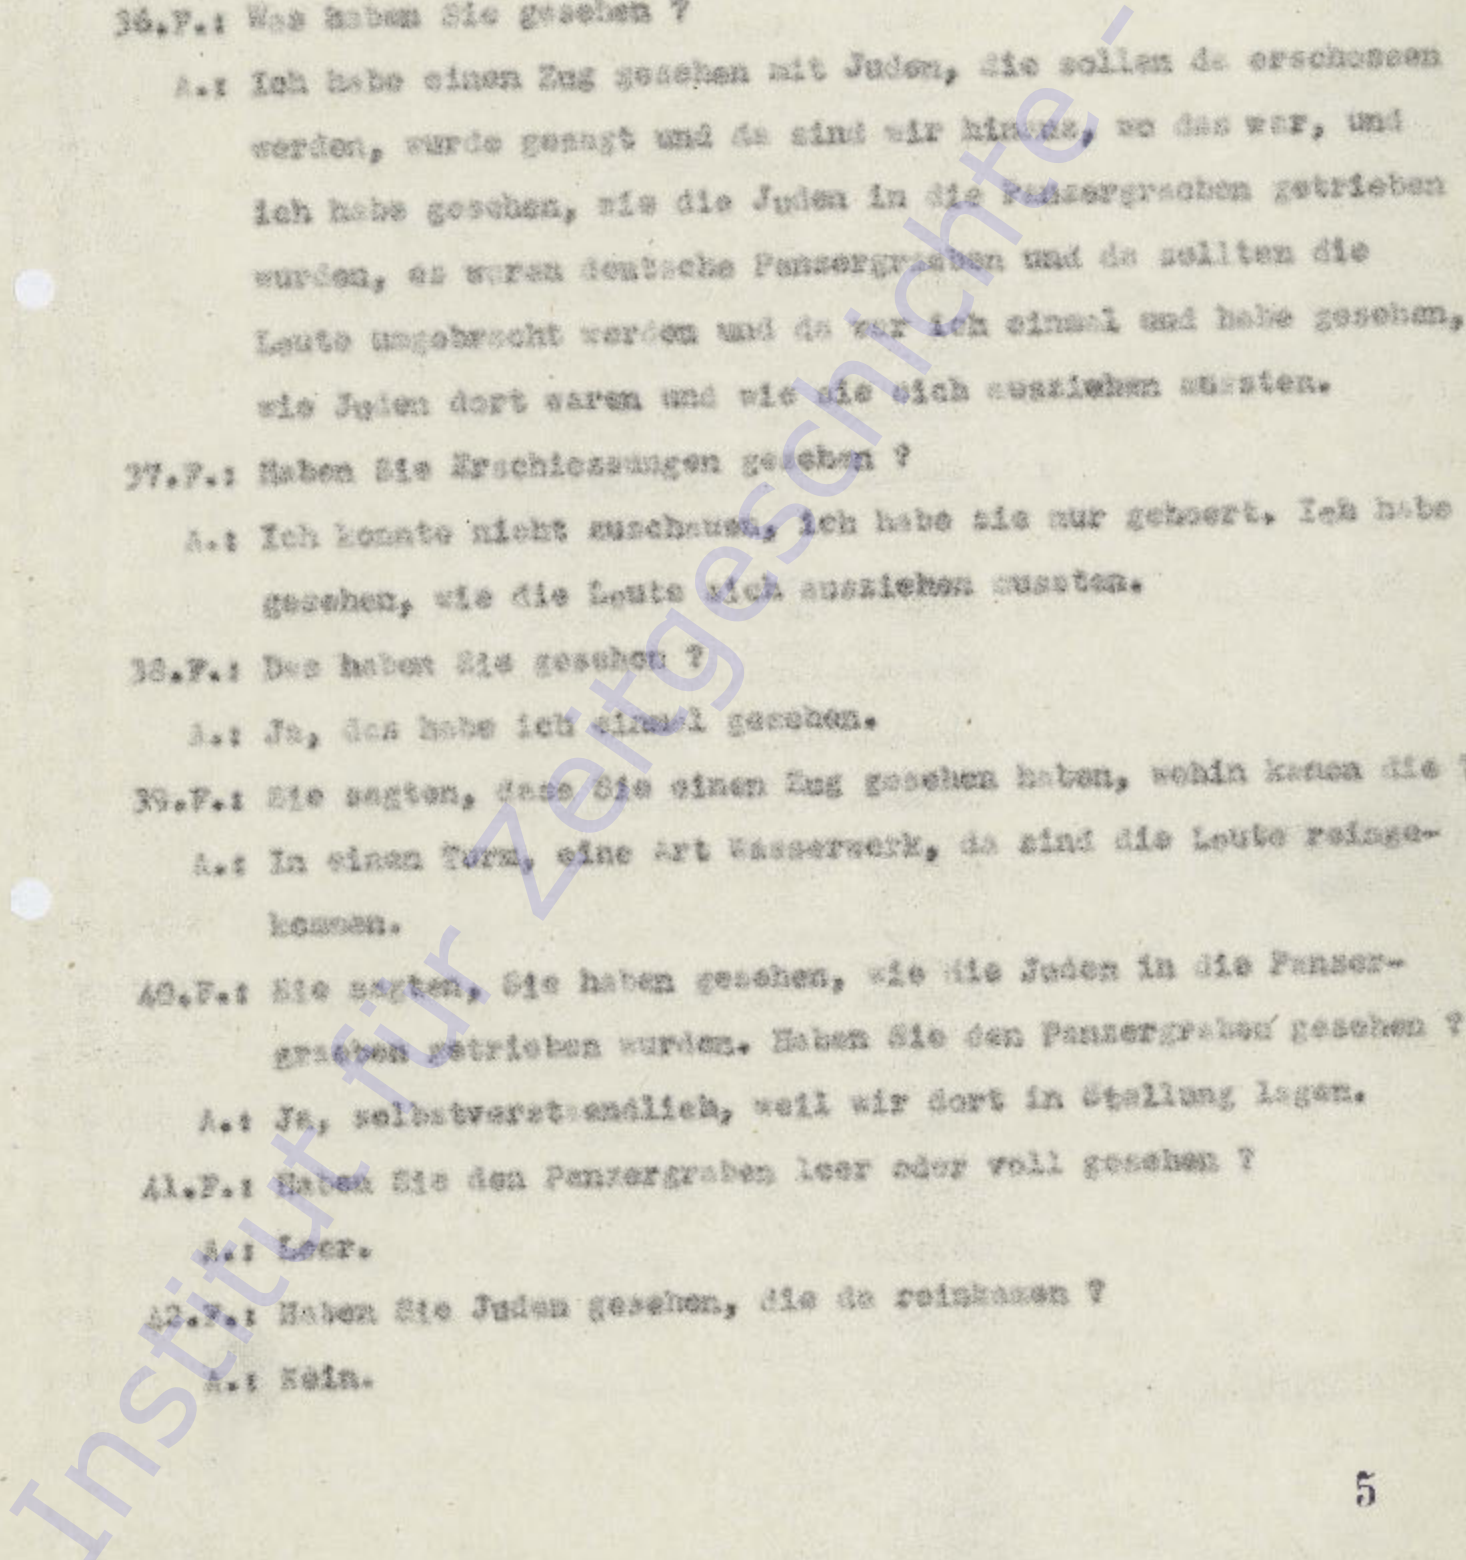 36.F.: Was haben Sie gesehen ?
A.: Ich habe einen Zug gesehen mit Juden, die sollen da erschossen
werden, wurde gesagt und da sind wir hinaus, wo das war, und
ich habe gesehen, wie die Juden in die Panzergraeben getrieben
wurden, es waren deutsche Panzergraeben und da sollten die
Leute umgebracht werden und da war ich einmal und habe gesehen,
wie Juden dort waren und wie sie sich ausziehen mussten.
37.F.: Haben Sie Erschiessungen gesehen ?
A.: Ich konnte nicht zuschauen, ich habe sie nur gehoert. Ich habe
gesehen, wie die Leute sich ausziehen mussten.
38.F.: Das haben Sie gesehen ?
A.: Ja, das habe ich einmal gesehen.
39.F.: Sie sagten, dass Sie einen Zug gesehen haben, wohin kamen die ?
A.: In einen Turm, eine Art Wasserwerk, da sind die Leute reinge-
kommen.
40.F.: Sie sagten, Sie haben gesehen, wie die Juden in die Panzer-
graeben getrieben wurden. Haben Sie den Panzergraben gesehen ?
A.: Ja, selbstverstaendlich, weil wir dort in Stellung lagen.
41.F.: Haben Sie den Panzergraben leer oder voll gesehen ?
A.: Leer.
42.F.: Haben Sie Juden gesehen, die da reinkamen ?
A.: Nein.
5
Institut für Zeitgeschichte -